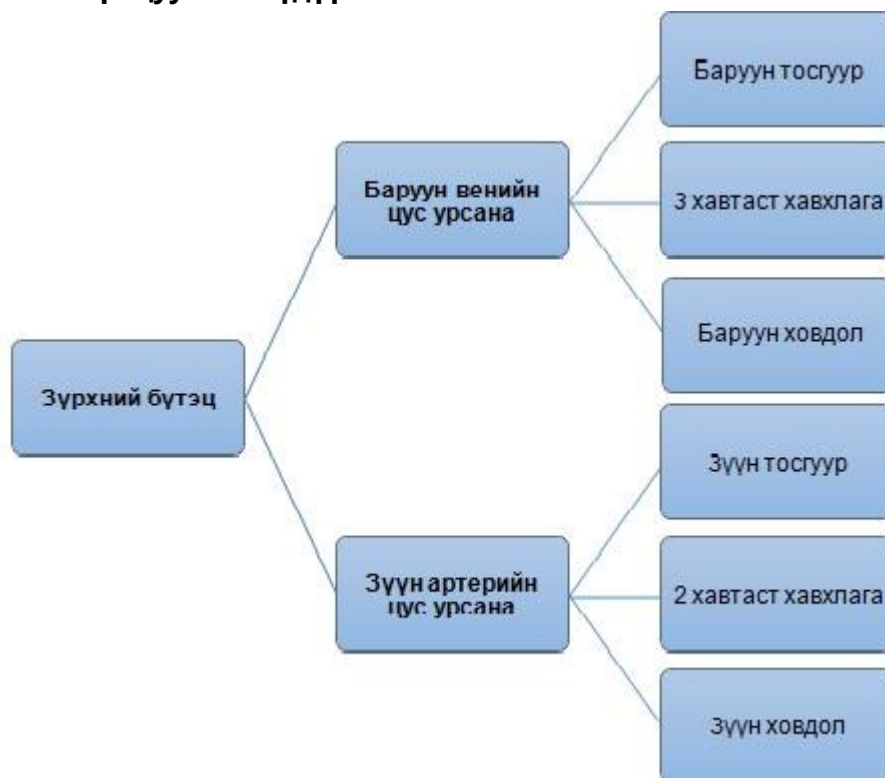 Зүрхний бүтэц
Баруун венийн
цус урсана
Баруун тосгуур
3 хавтаст хавхлага
Баруун ховдол
Зүүн артерийн
цус урсана
Зүүн тосгуур
2 хавтаст хавхлага
Зүүн ховдол